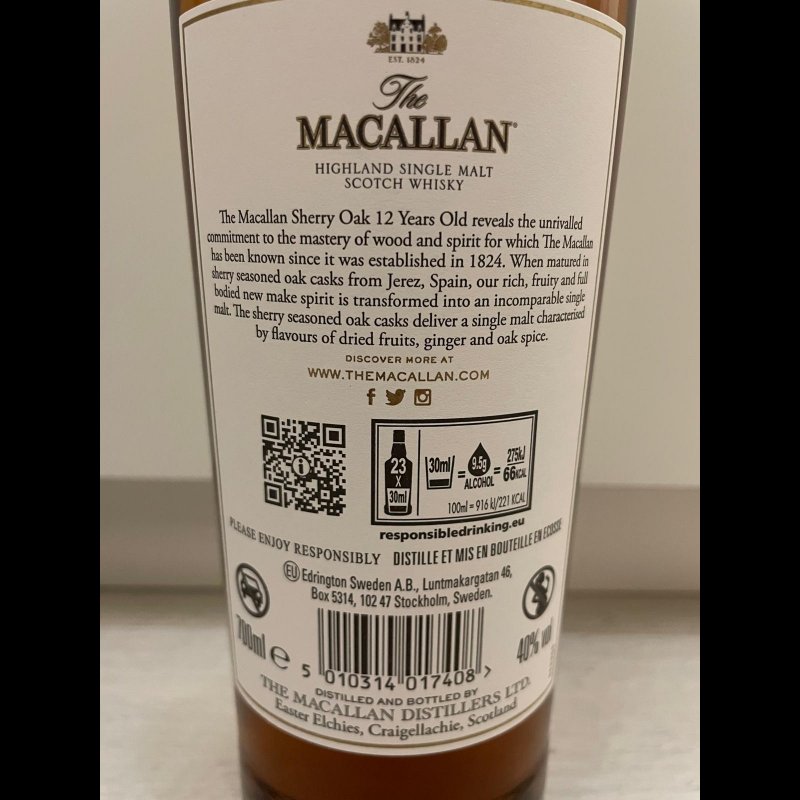 EST. 1824
The
MACALLAN
HIGHLAND SINGLE MALT
SCOTCH WHISKY
The Macallan Sherry Oak 12 Years Old reveals the unrivalled
commitment to the mastery of wood and spirit for which The Macallan
has been known since it was established in 1824. When matured in
sherry seasoned oak casks from Jerez, Spain, our rich, fruity and full
bodied new make spirit is transformed into an incomparable single
malt. The sherry seasoned oak casks deliver a single malt characterised
by flavours of dried fruits, ginger and oak spice.
DISCOVER MORE AT
WWW.THEMACALLAN.COM
23 X 30ml
30ml = 9.5g ALCOHOL = 275kJ 66KCAL
100ml = 916 kJ/221 KCAL
responsibledrinking.eu
PLEASE ENJOY RESPONSIBLY
DISTILLE ET MIS EN BOUTEILLE EN ECOSSE
EU Edrington Sweden A.B., Luntmakargatan 46,
Box 5314, 102 47 Stockholm, Sweden.
700ml e
40% vol
5 010314 017408 >
DISTILLED AND BOTTLED BY
THE MACALLAN DISTILLERS LTD.
Easter Elchies, Craigellachie, Scotland